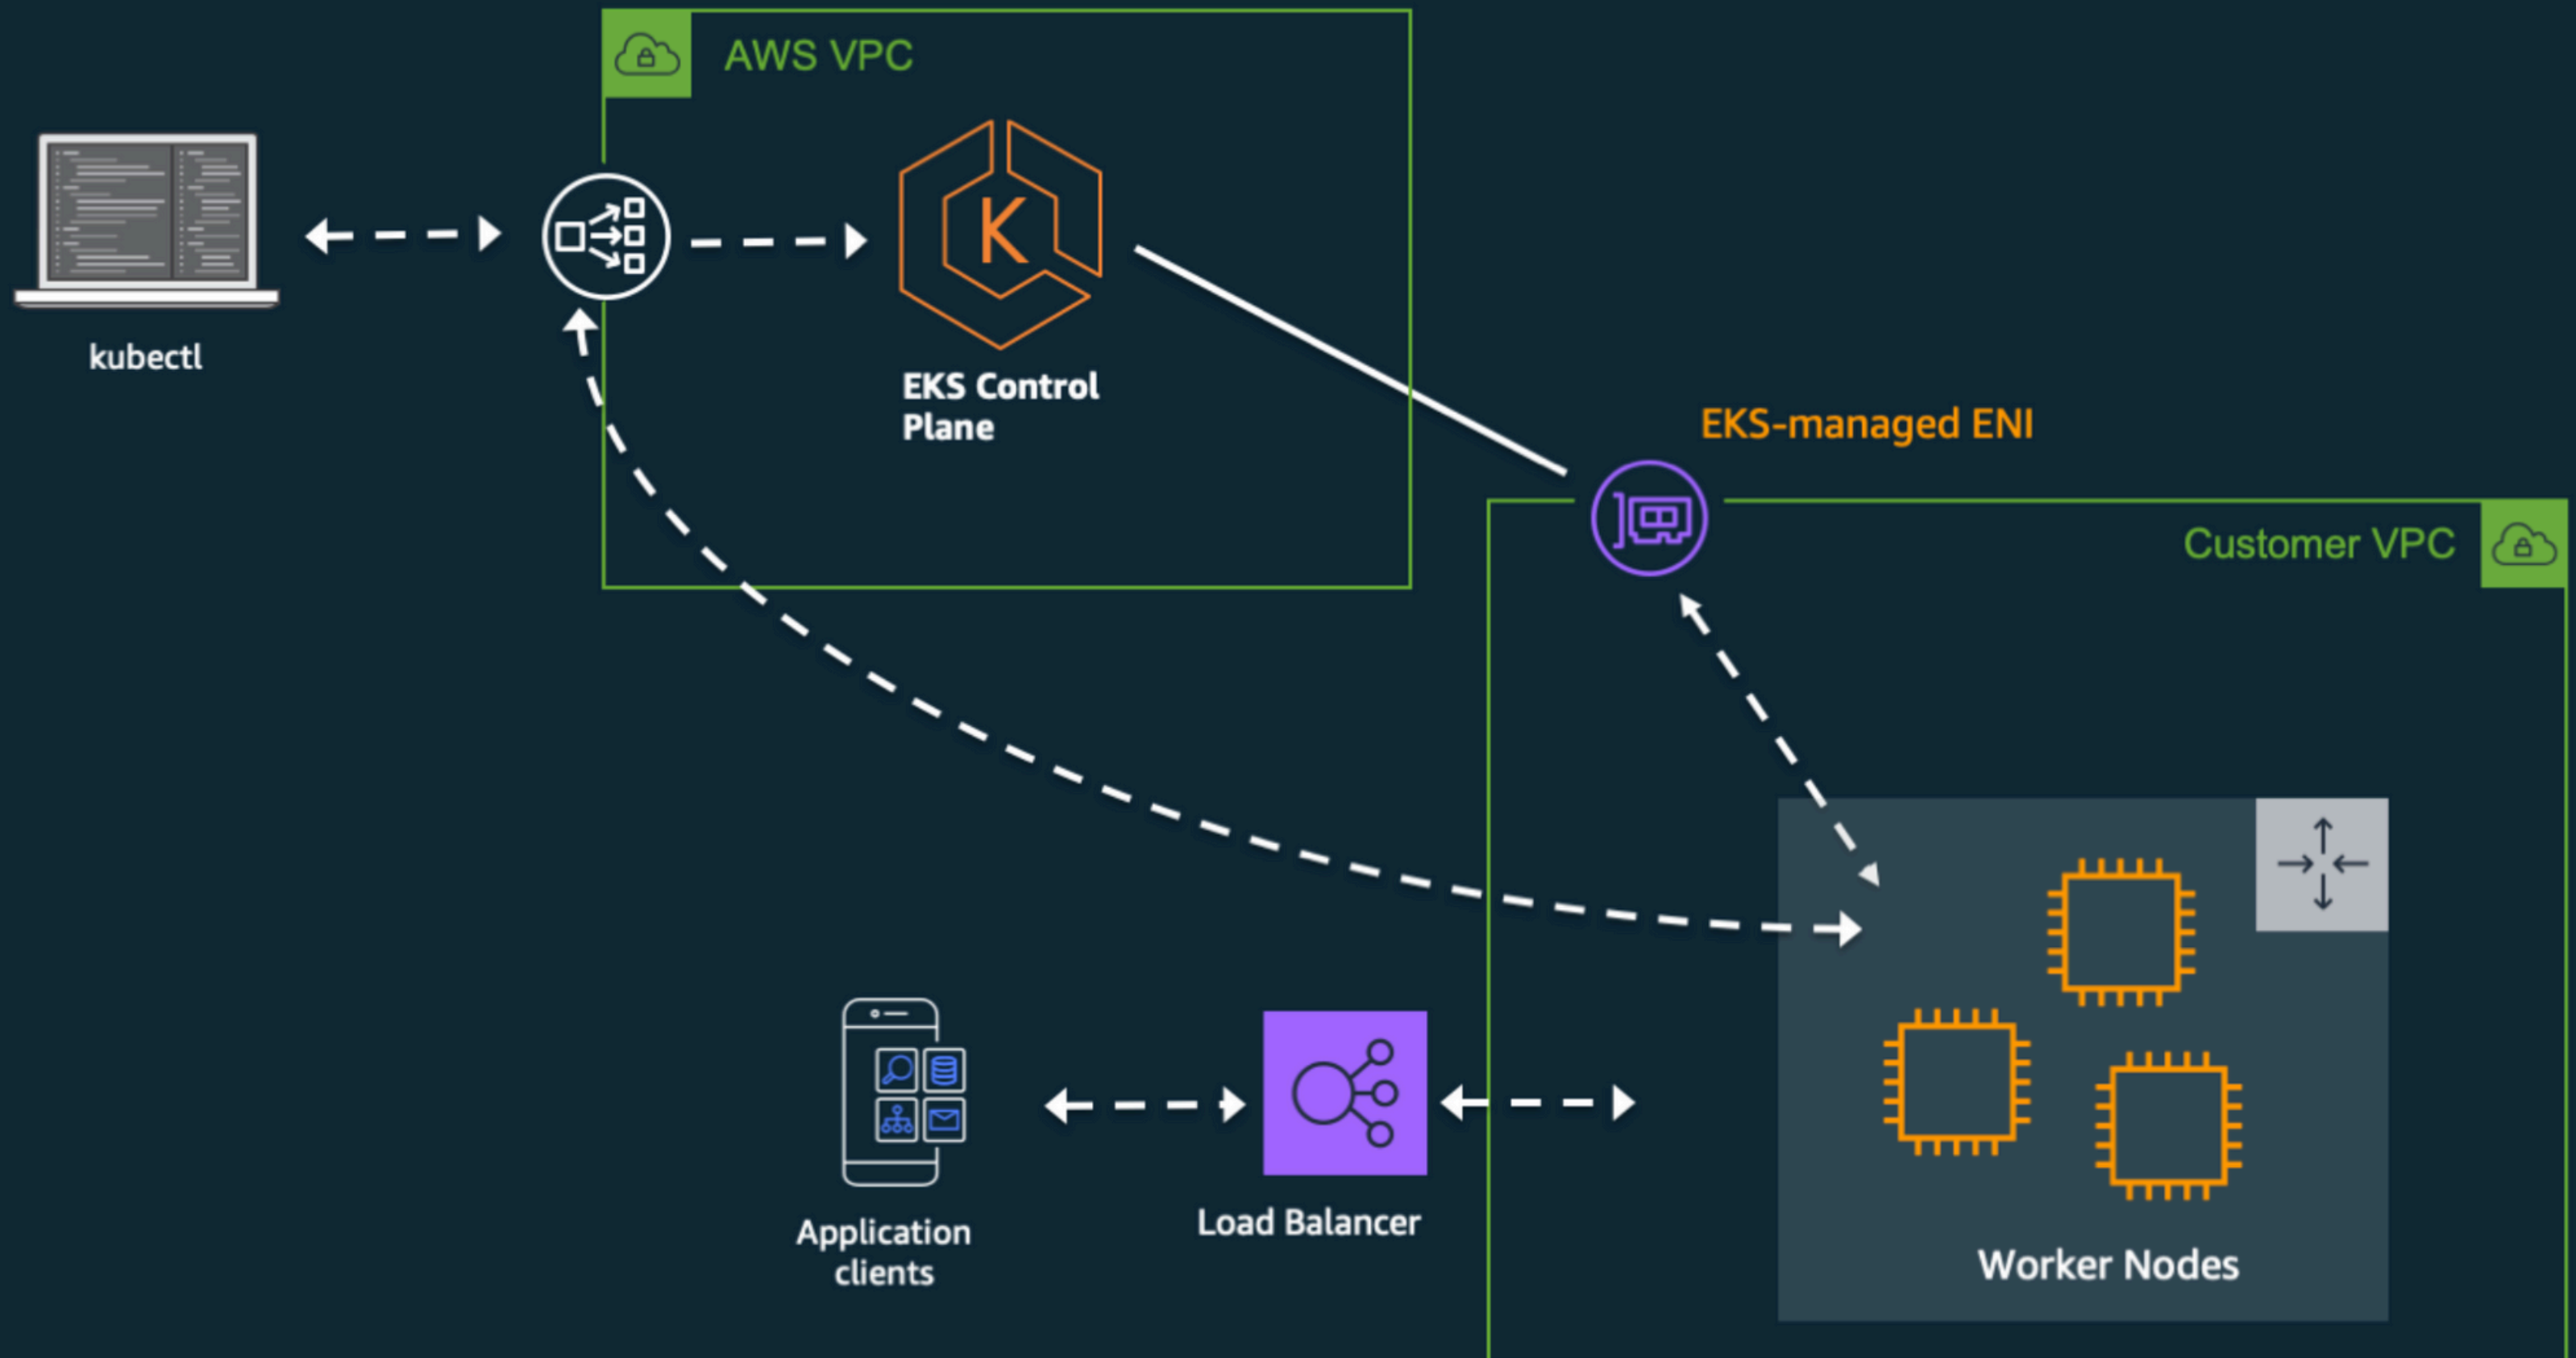 AWS VPC
kubectl
K
EKS Control
Plane
EKS-managed ENI
Customer VPC
Application
clients
Load Balancer
Worker Nodes